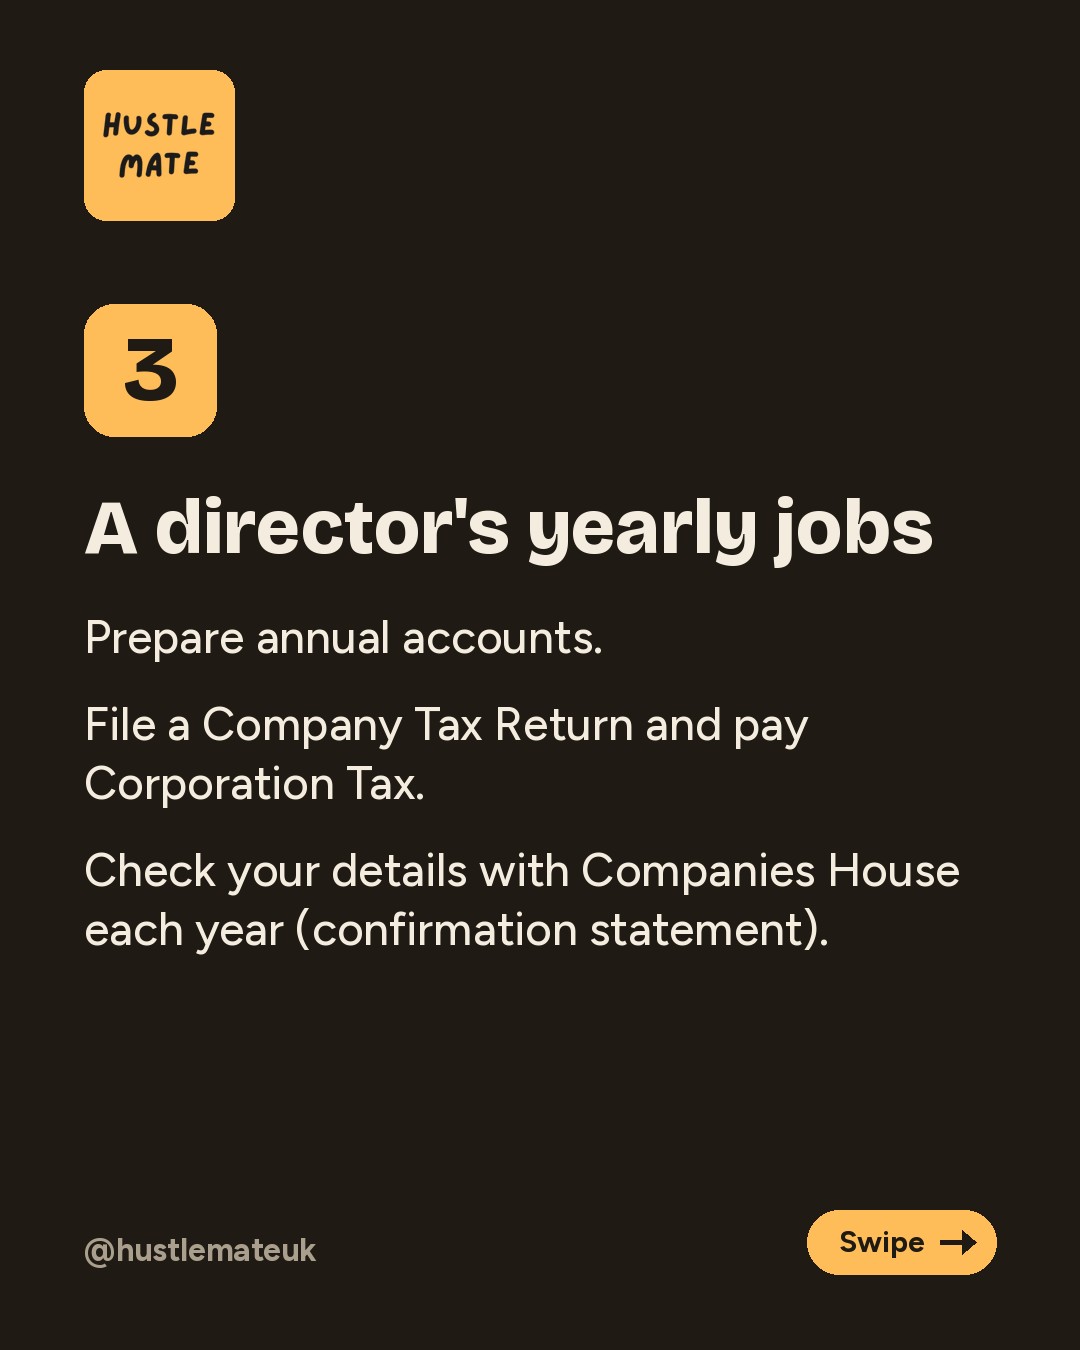 HUSTLE
MATE
3
A director's yearly jobs
Prepare annual accounts.
File a Company Tax Return and pay
Corporation Tax.
Check your details with Companies House
each year (confirmation statement).
@hustlemateuk
Swipe